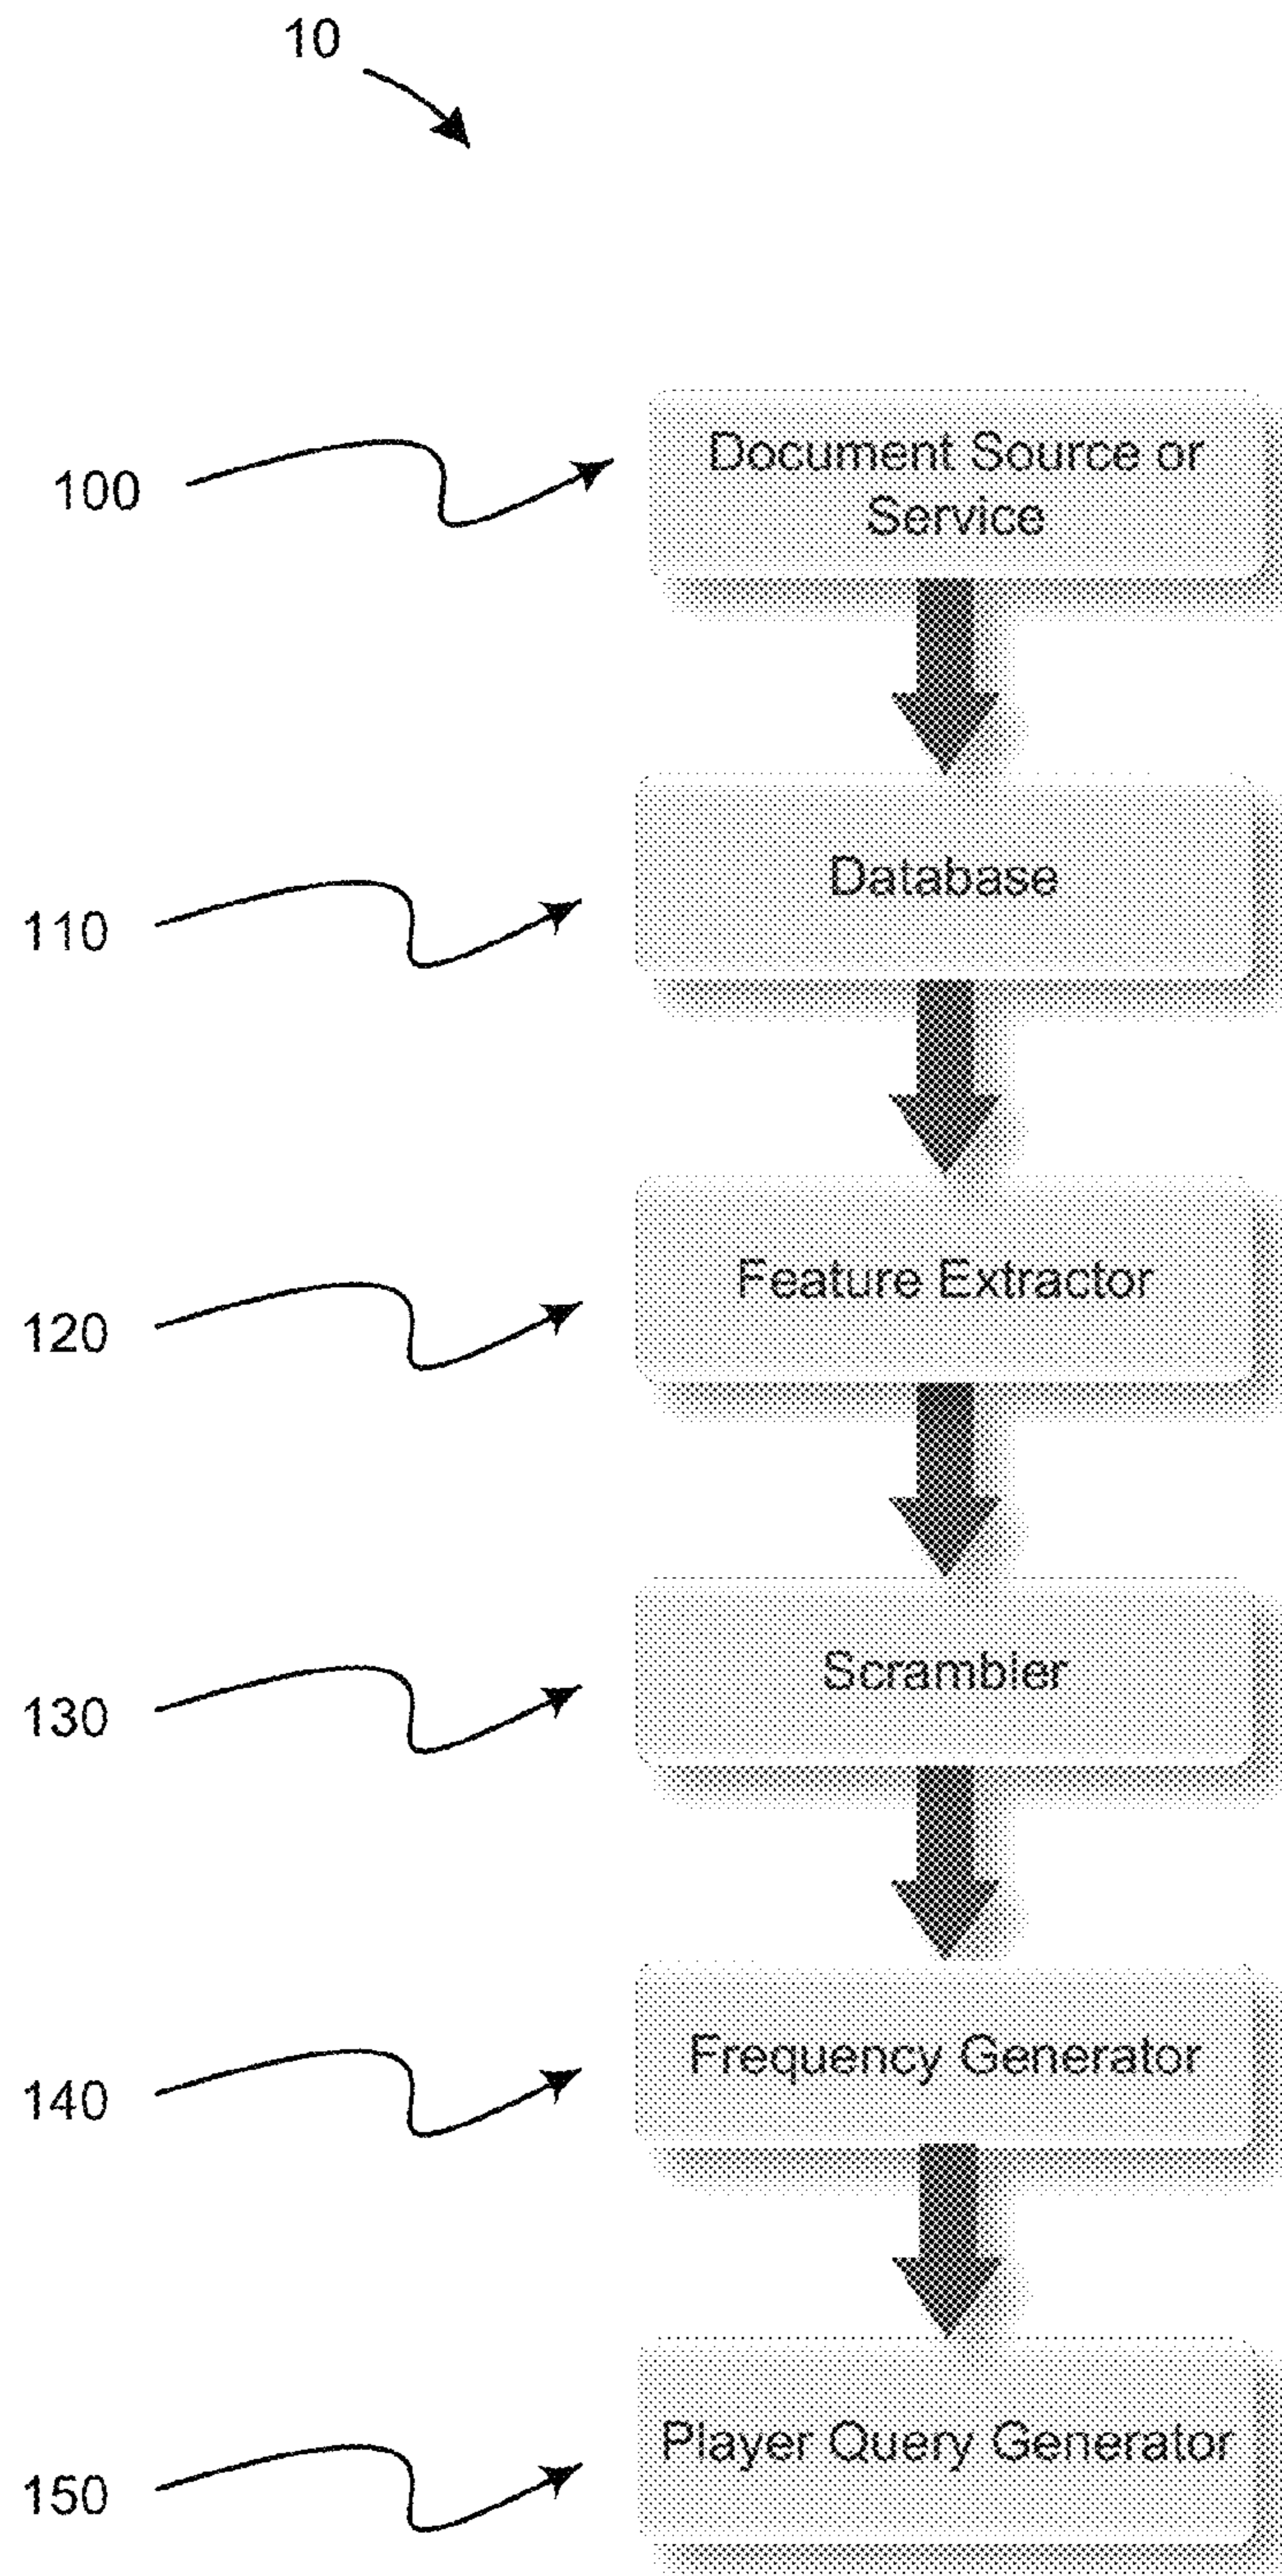 10
100
Document Source or
Service
110
Database
120
Feature Extractor
130
Scrambler
140
Frequency Generator
150
Player Query Generator